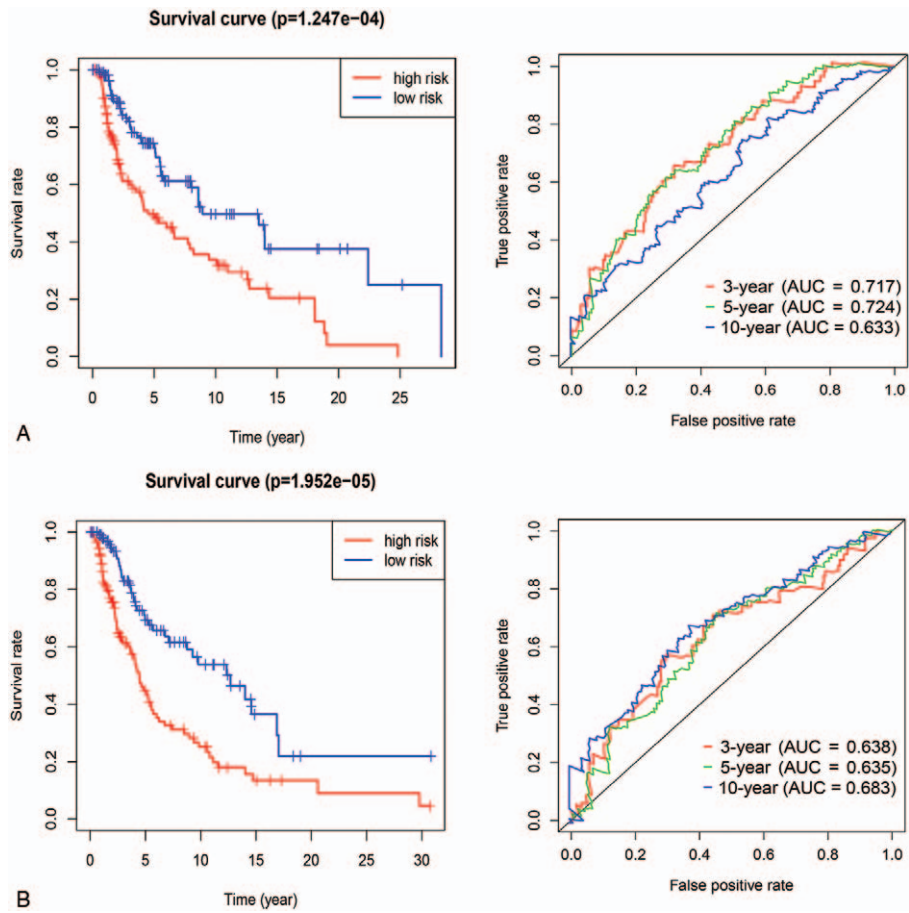 Survival curve (p=1.247e−04)
Survival rate
1.0
0.8
0.6
0.4
0.2
0.0
high risk
low risk
0 5 10 15 20 25
Time (year)
A
True positive rate
1.0
0.8
0.6
0.4
0.2
0.0
3-year (AUC = 0.717)
5-year (AUC = 0.724)
10-year (AUC = 0.633)
0.0 0.2 0.4 0.6 0.8 1.0
False positive rate
Survival curve (p=1.952e−05)
Survival rate
1.0
0.8
0.6
0.4
0.2
0.0
high risk
low risk
0 5 10 15 20 25 30
Time (year)
B
True positive rate
1.0
0.8
0.6
0.4
0.2
0.0
3-year (AUC = 0.638)
5-year (AUC = 0.635)
10-year (AUC = 0.683)
0.0 0.2 0.4 0.6 0.8 1.0
False positive rate